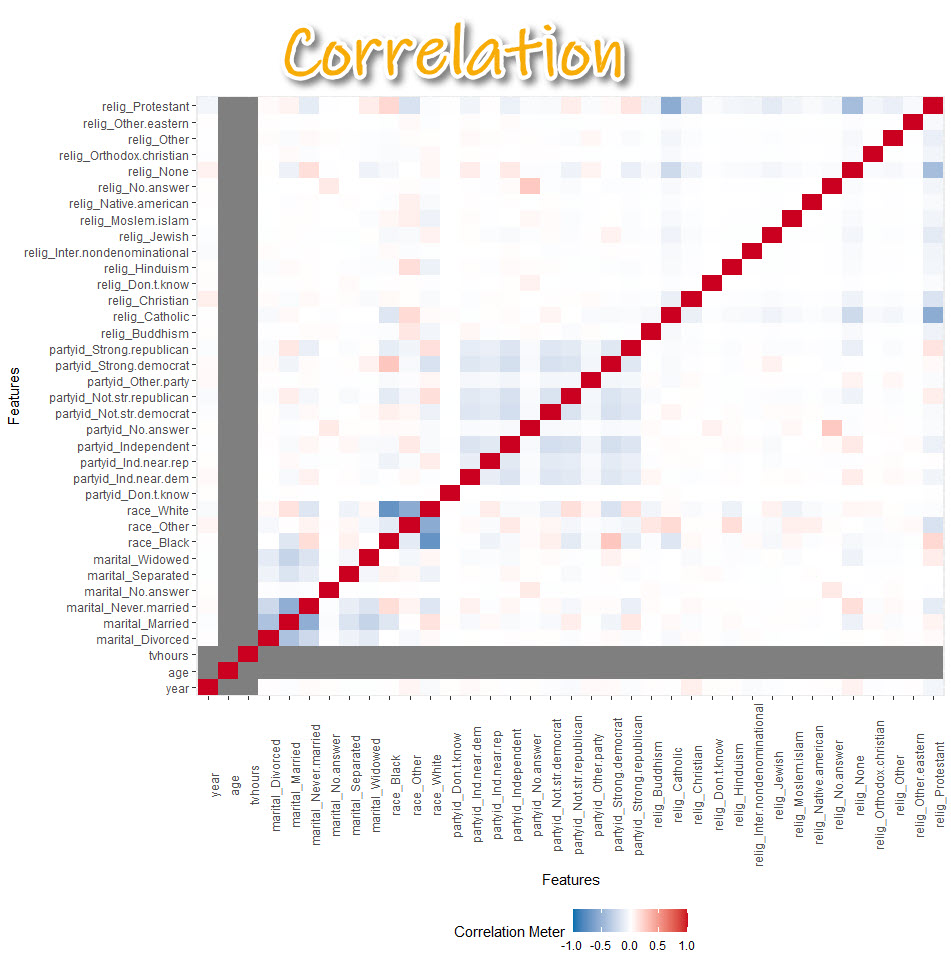 Correlation
relig_Protestant
relig_Other.eastern
relig_Other
relig_Orthodox.christian
relig_None
relig_No.answer
relig_Native.american
relig_Moslem.islam
relig_Jewish
relig_Inter.nondenominational
relig_Hinduism
relig_Don.t.know
relig_Christian
relig_Catholic
relig_Buddhism
partyid_Strong.republican
partyid_Strong.democrat
partyid_Other.party
partyid_Not.str.republican
partyid_Not.str.democrat
partyid_No.answer
partyid_Independent
partyid_Ind.near.rep
partyid_Ind.near.dem
partyid_Don.t.know
race_White
race_Other
race_Black
marital_Widowed
marital_Separated
marital_No.answer
marital_Never.married
marital_Married
marital_Divorced
tvhours
age
year
Features
year
age
tvhours
marital_Divorced
marital_Married
marital_Never.married
marital_No.answer
marital_Separated
marital_Widowed
race_Black
race_Other
race_White
partyid_Don.t.know
partyid_Ind.near.dem
partyid_Ind.near.rep
partyid_Independent
partyid_No.answer
partyid_Not.str.democrat
partyid_Not.str.republican
partyid_Other.party
partyid_Strong.democrat
partyid_Strong.republican
relig_Buddhism
relig_Catholic
relig_Christian
relig_Don.t.know
relig_Hinduism
relig_Inter.nondenominational
relig_Jewish
relig_Moslem.islam
relig_Native.american
relig_No.answer
relig_None
relig_Orthodox.christian
relig_Other
relig_Other.eastern
relig_Protestant
Features
Correlation Meter
-1.0 -0.5 0.0 0.5 1.0